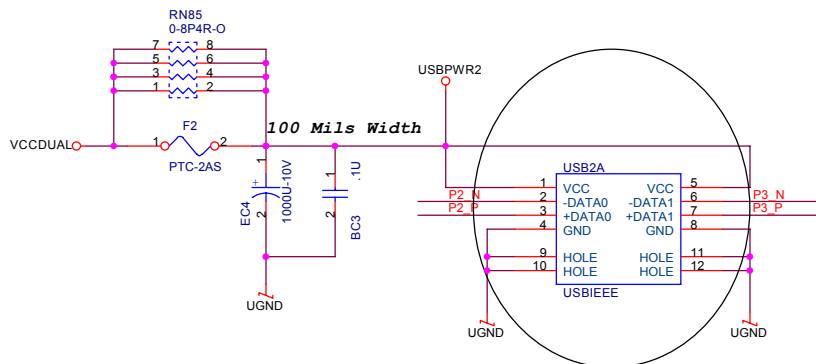 RN85
0-8P4R-O
7 8
5 6
3 4
1 2
USBPWR2
F2
100 Mils Width
VCCDUAL
1 2
PTC-2AS
USB2A
1 VCC VCC 5
P2_N 2 -DATA0 -DATA1 6 P3_N
P2_P 3 +DATA0 +DATA1 7 P3_P
4 GND GND 8
9 HOLE HOLE 11
10 HOLE HOLE 12
USBIEEE
1
2
EC4
1000U-10V
+
1
2
.1U
BC3
UGND
UGND
UGND